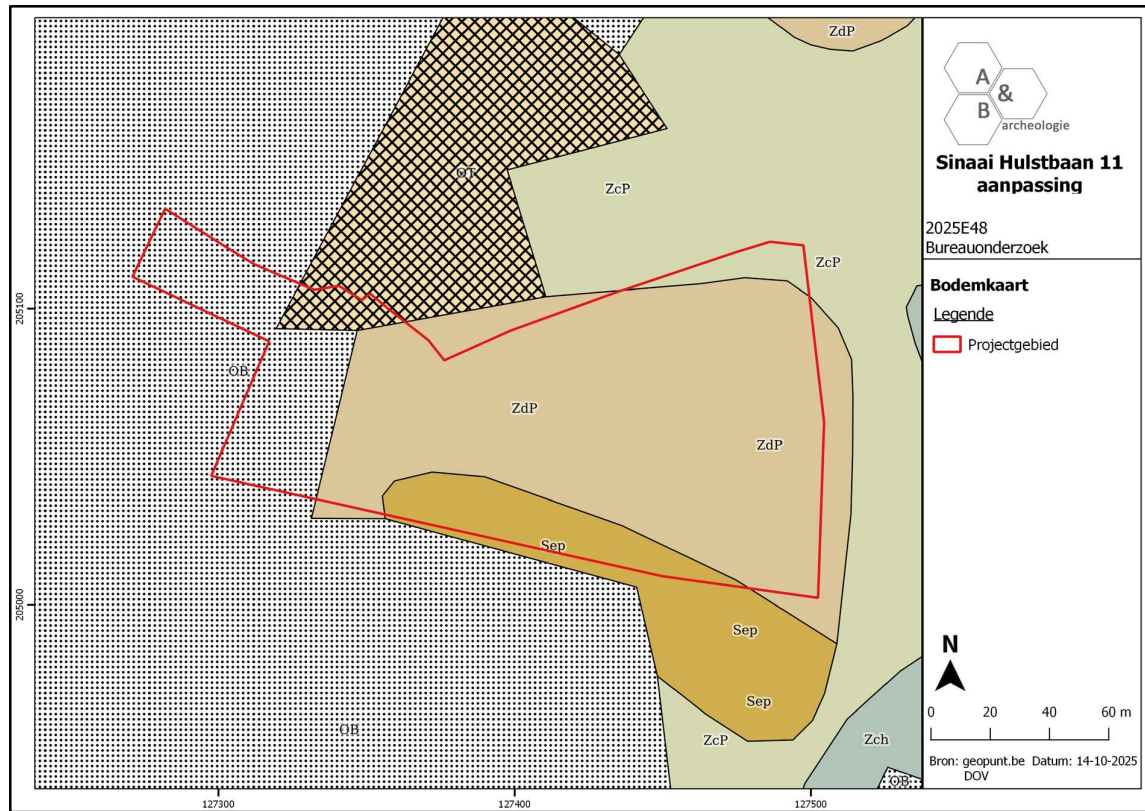 ZdP
OT
ZcP
ZcP
OB
ZdP
ZdP
Sep
Sep
Sep
OB
ZcP
Zch
OB
205100
205000
127300
127400
127500
A
&
B
archeologie
Sinaai Hulstbaan 11
aanpassing
2025E48
Bureauonderzoek
Bodemkaart
Legende
Projectgebied
N
0 20 40 60 m
Bron: geopunt.be Datum: 14-10-2025
DOV